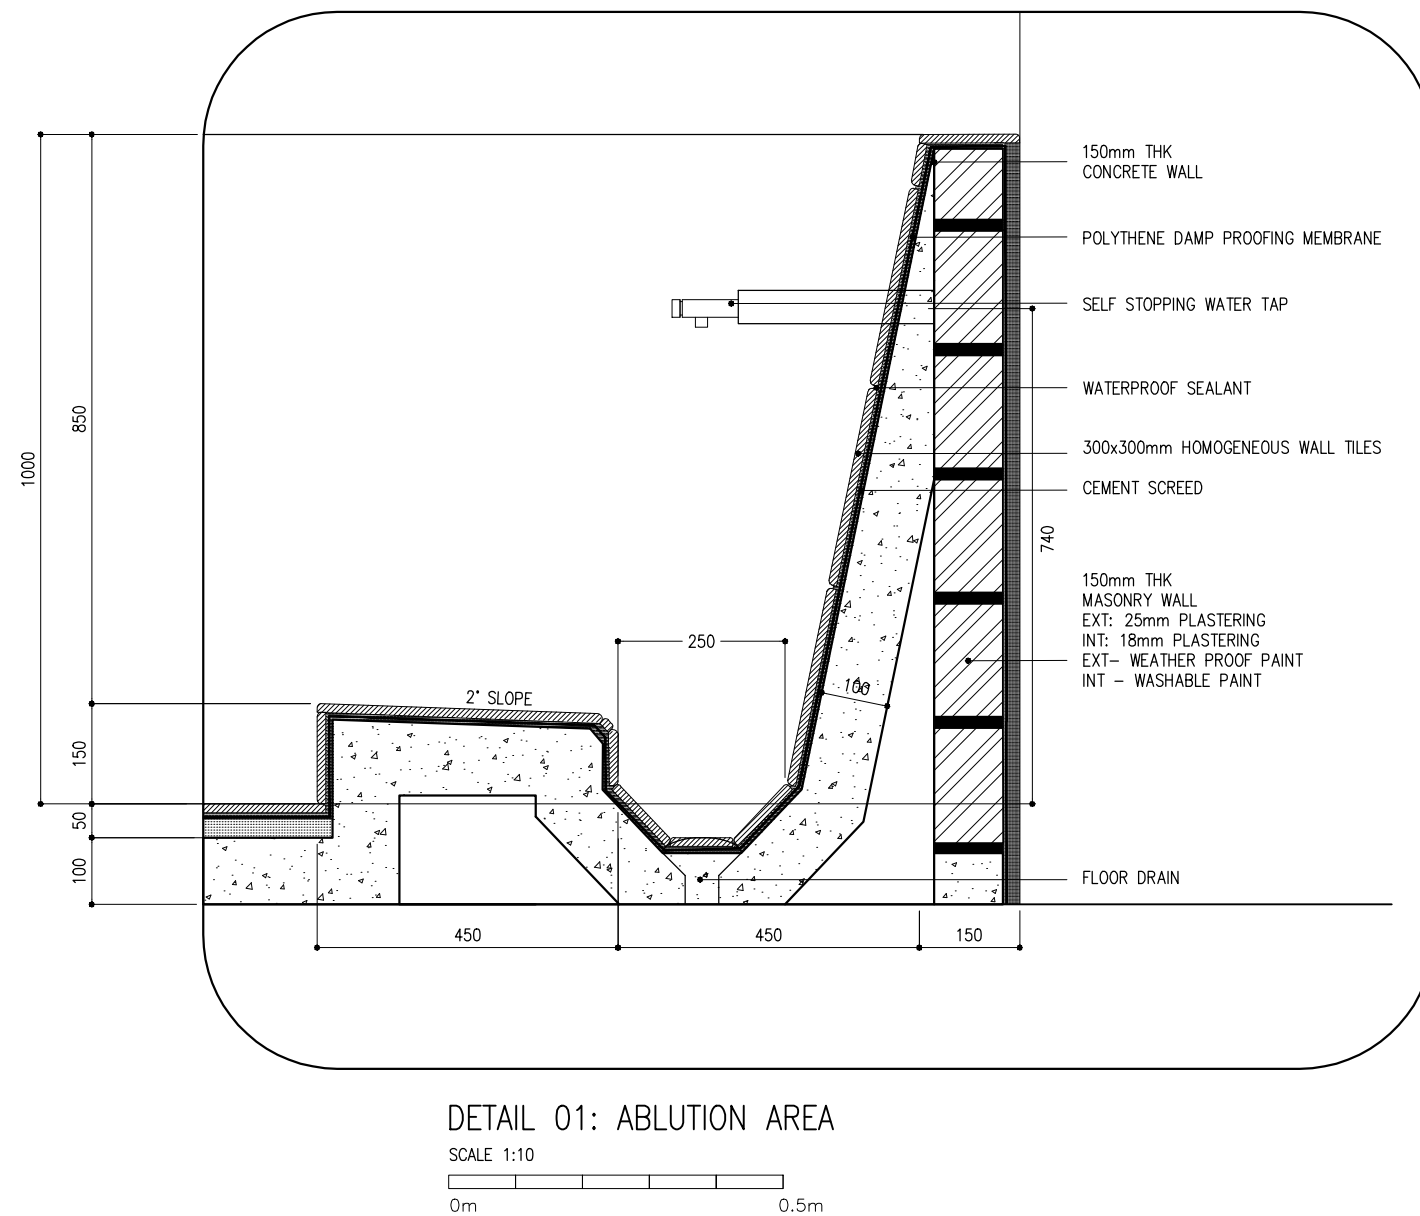 150mm THK
CONCRETE WALL
POLYTHENE DAMP PROOFING MEMBRANE
SELF STOPPING WATER TAP
WATERPROOF SEALANT
300x300mm HOMOGENEOUS WALL TILES
CEMENT SCREED
150mm THK
MASONRY WALL
EXT: 25mm PLASTERING
INT: 18mm PLASTERING
EXT- WEATHER PROOF PAINT
INT - WASHABLE PAINT
FLOOR DRAIN
1000
850
150
50
100
740
250
100
2° SLOPE
450
450
150
DETAIL 01: ABLUTION AREA
SCALE 1:10
0m
0.5m